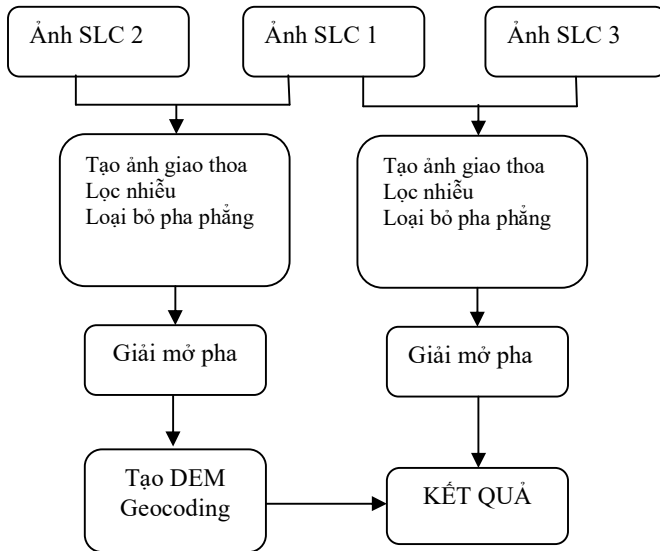 Ảnh SLC 2
Ảnh SLC 1
Ảnh SLC 3
Tạo ảnh giao thoa
Lọc nhiễu
Loại bỏ pha phẳng
Tạo ảnh giao thoa
Lọc nhiễu
Loại bỏ pha phẳng
Giải mở pha
Giải mở pha
Tạo DEM
Geocoding
KẾT QUẢ